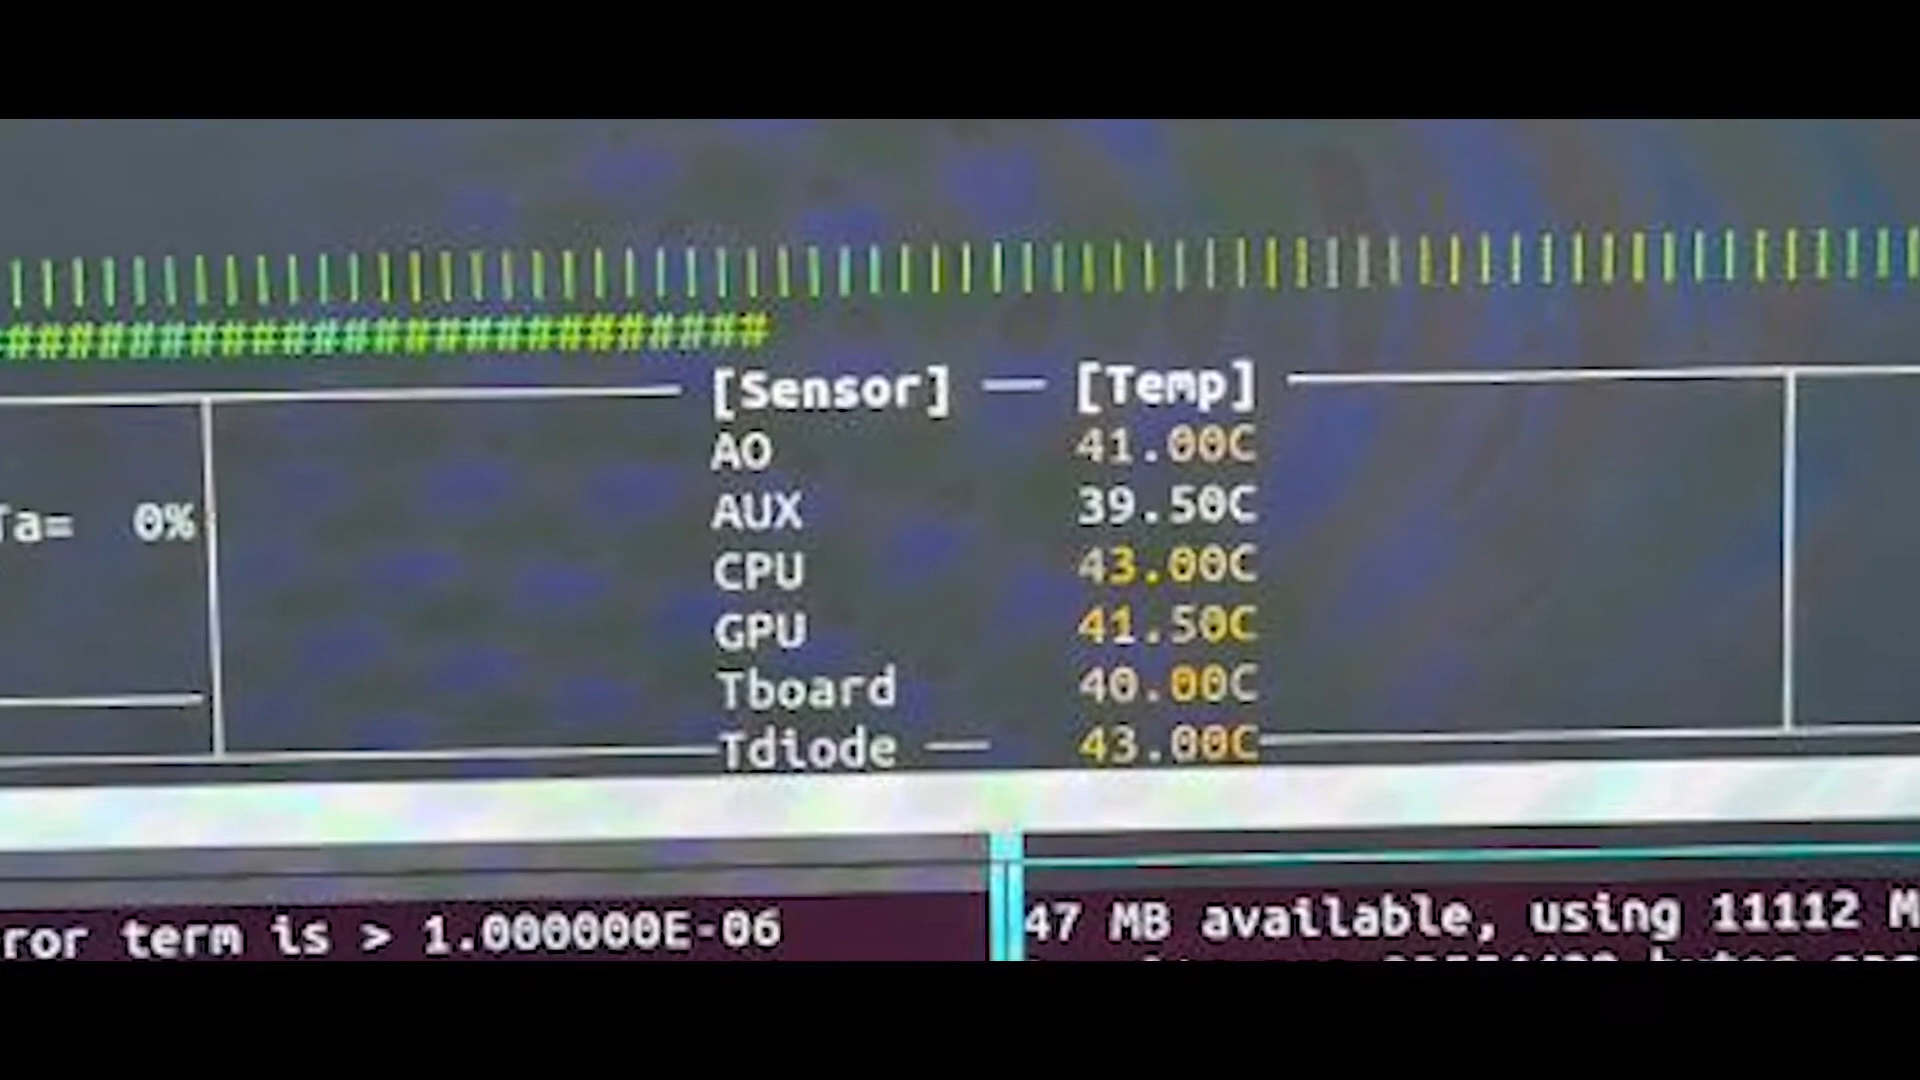 ||||||||||||||||||||||||||||||||||||||||||||||||||||||||||||||
#########################
[Sensor] [Temp]
AO 41.00C
AUX 39.50C
Ta= 0%
CPU 43.00C
GPU 41.50C
Tboard 40.00C
Tdiode 43.00C
ror term is > 1.000000E-06
47 MB available, using 11112 M